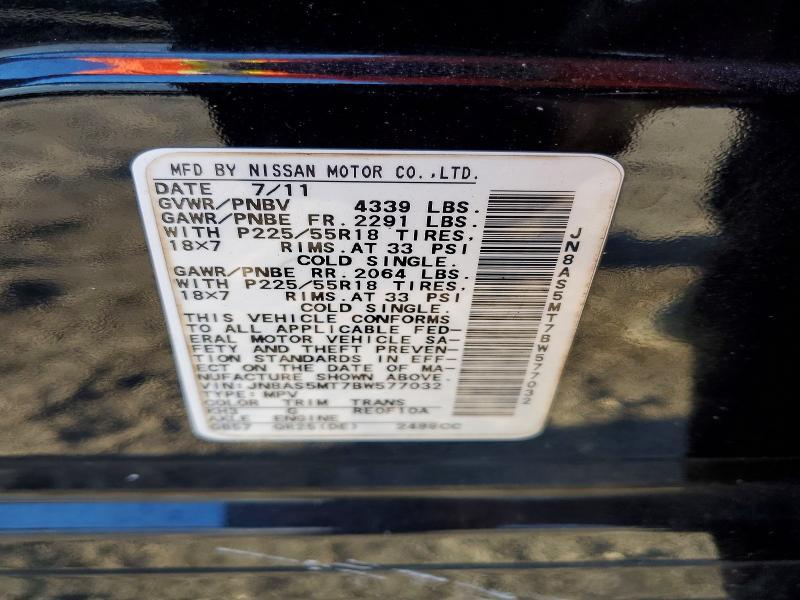 MFD BY NISSAN MOTOR CO.,LTD.
DATE 7/11
GVWR/PNBV 4339 LBS.
GAWR/PNBE FR. 2291 LBS.
WITH P225/55R18 TIRES.
18X7 RIMS.AT 33 PSI
COLD SINGLE.
GAWR/PNBE RR. 2064 LBS.
WITH P225/55R18 TIRES.
18X7 RIMS.AT 33 PSI
COLD SINGLE.
THIS VEHICLE CONFORMS
TO ALL APPLICABLE FED-
ERAL MOTOR VEHICLE SA-
FETY AND THEFT PREVEN-
TION STANDARDS IN EFF-
ECT ON THE DATE OF MA-
NUFACTURE SHOWN ABOVE.
VIN: JN8AS5MT7BW577032
TYPE: MPV
COLOR TRIM TRANS
KH3 G RE0F10A
AXLE ENGINE
GB57 QR25(DE) 2488CC
JN8AS5MT7BW577032